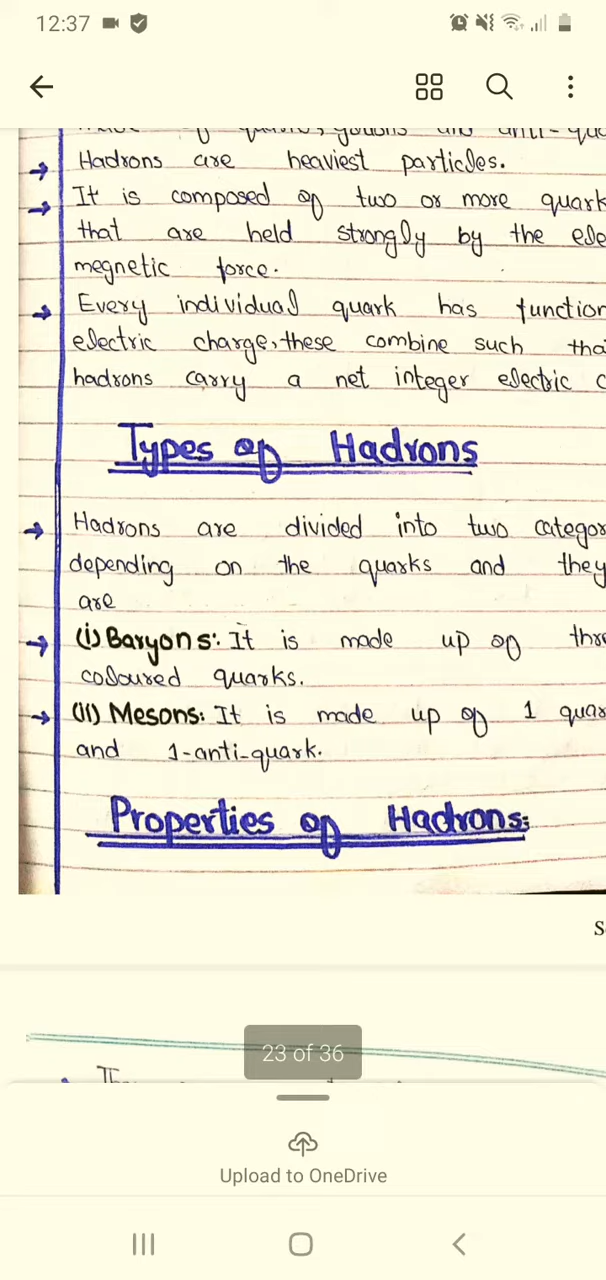 12:37
Hadrons are heaviest particles.
It is composed of two or more quark
that are held strongly by the ele
megnetic force.
Every individual quark has function
electric charge, these combine such tha
hadrons carry a net integer electric c
Types of Hadrons
Hadrons are divided into two categor
depending on the quarks and they
are
(i) Baryons: It is made up of thre
coloured quarks.
(ii) Mesons: It is made up of 1 quar
and 1-anti-quark.
Properties of Hadrons:
S
23 of 36
Upload to OneDrive